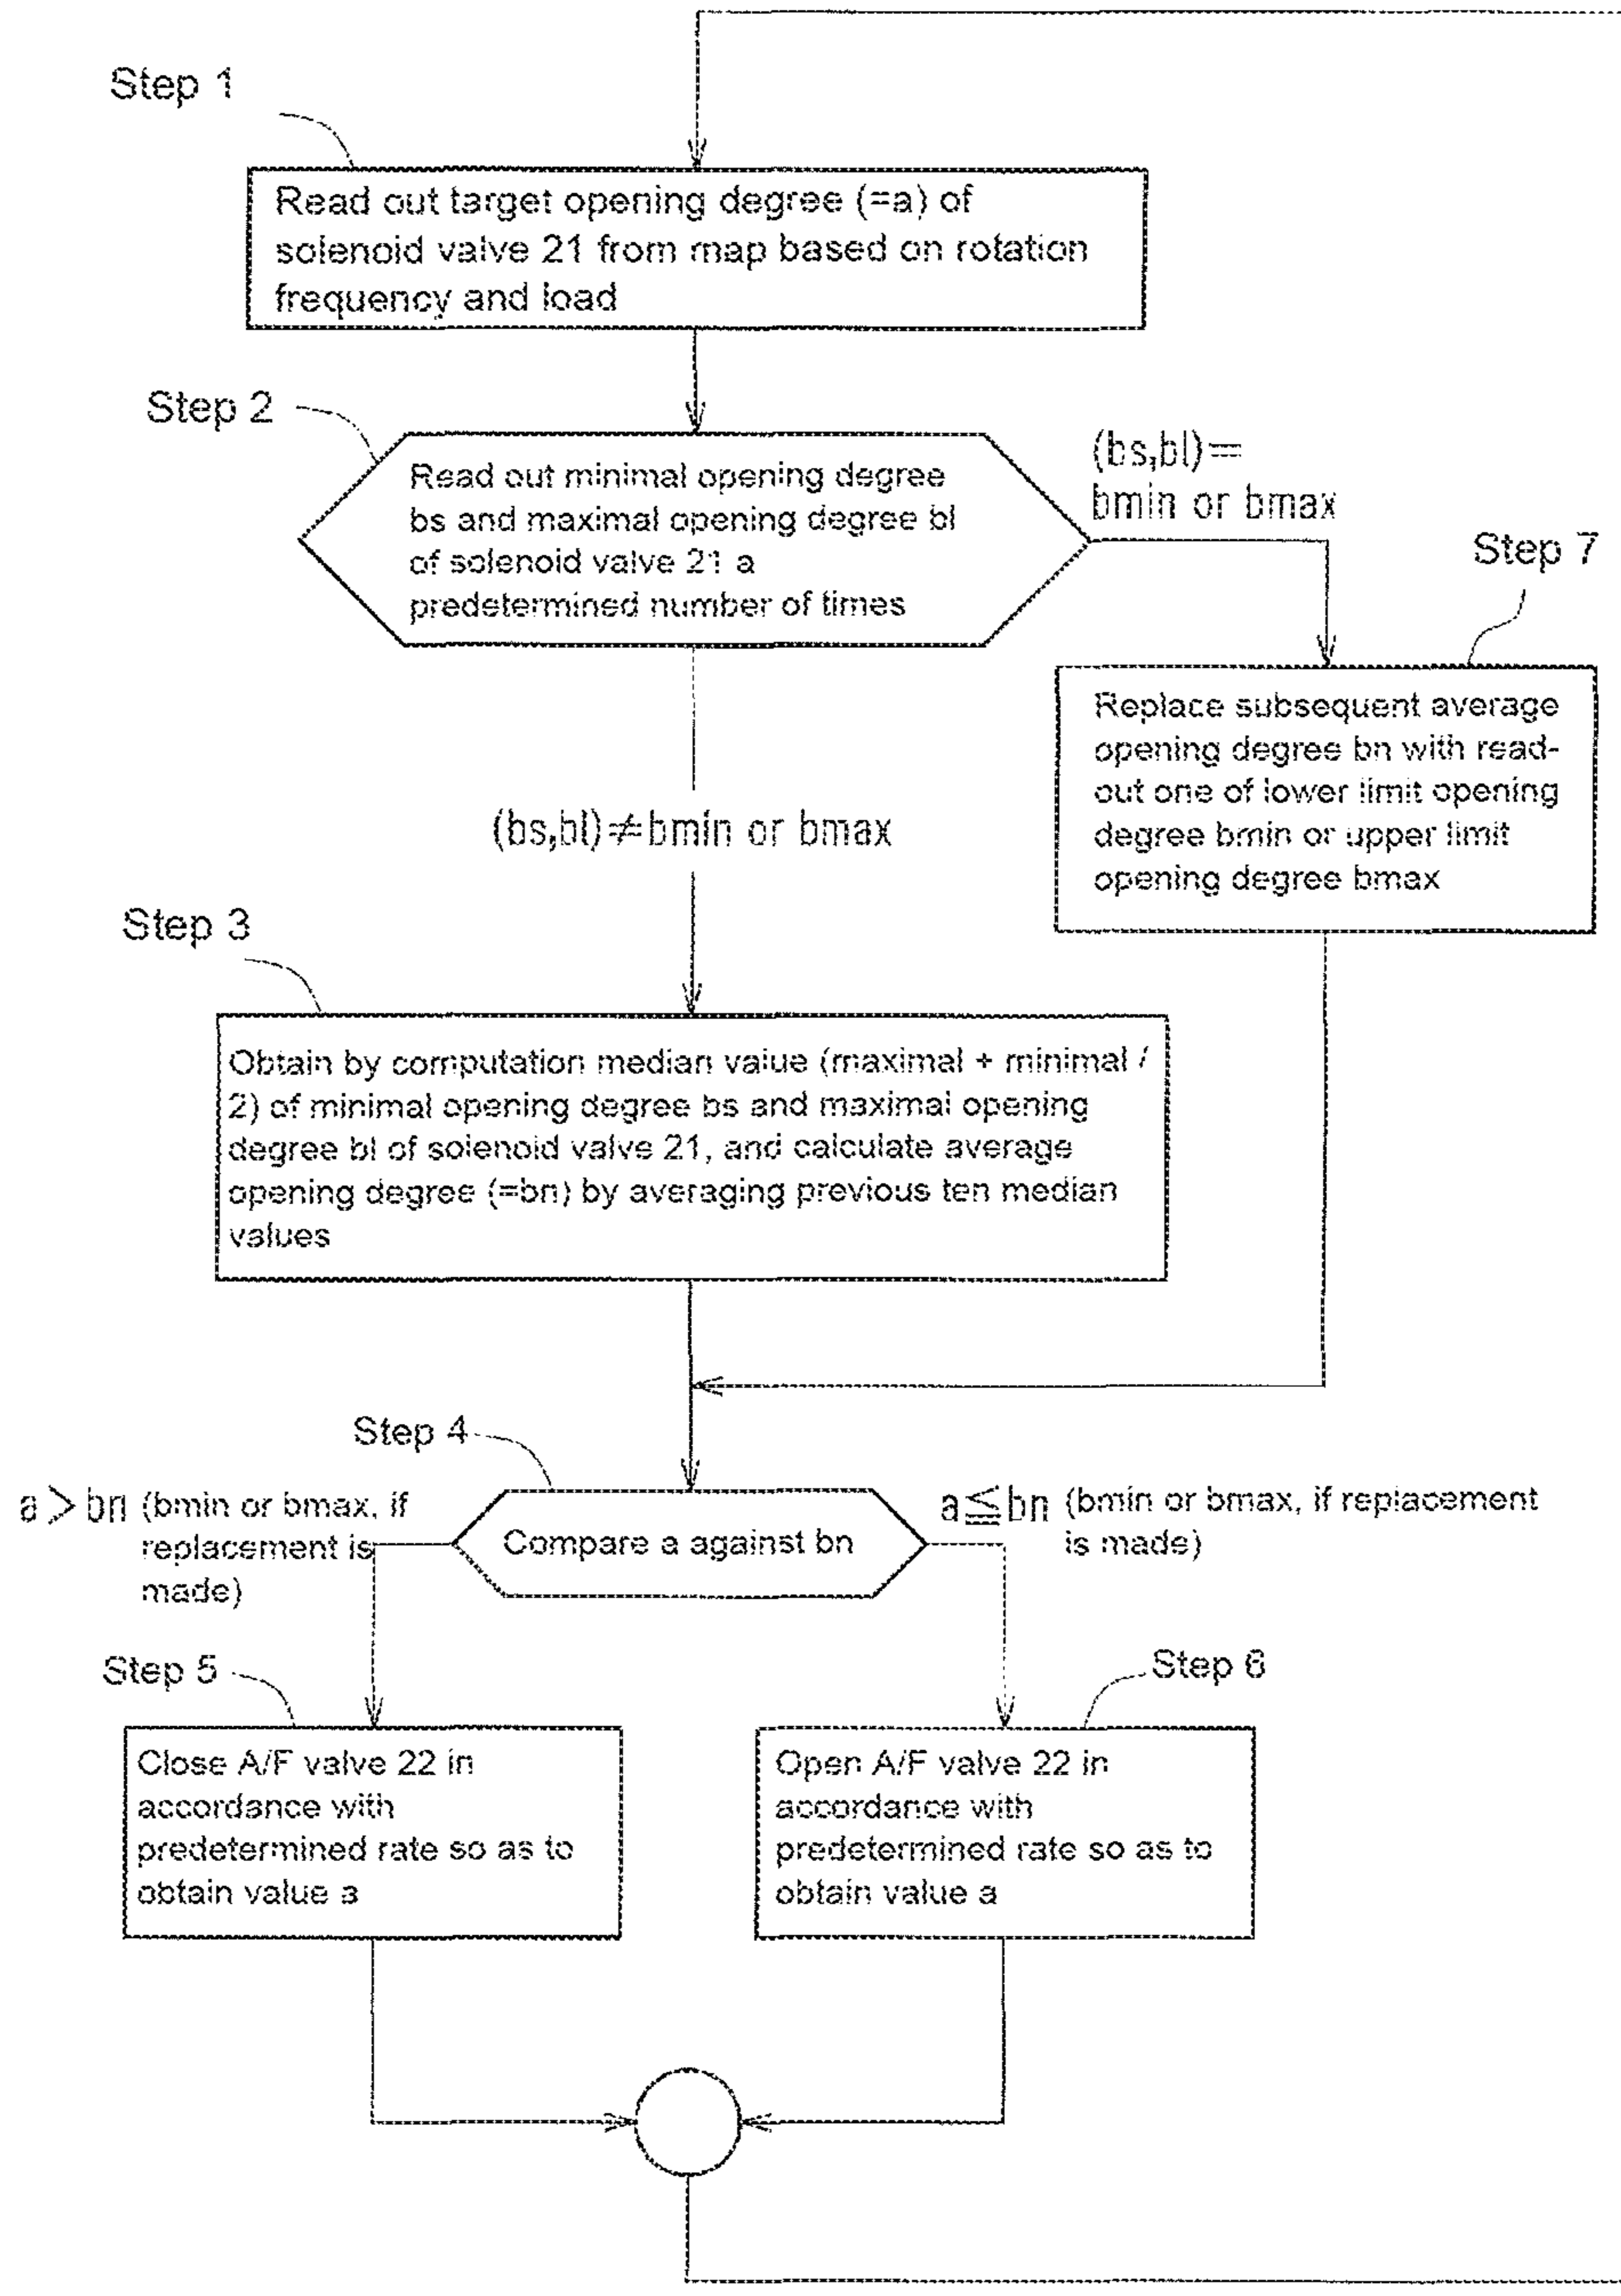 Step 1
Read out target opening degree (=a) of
solenoid valve 21 from map based on rotation
frequency and load
Step 2
Read out minimal opening degree
bs and maximal opening degree bl
of solenoid valve 21 a
predetermined number of times
(bs,bl)=
bmin or bmax
Step 7
Replace subsequent average
opening degree bn with read-
out one of lower limit opening
degree bmin or upper limit
opening degree bmax
(bs,bl)≠bmin or bmax
Step 3
Obtain by computation median value (maximal + minimal /
2) of minimal opening degree bs and maximal opening
degree bl of solenoid valve 21, and calculate average
opening degree (=bn) by averaging previous ten median
values
Step 4
Compare a against bn
a>bn (bmin or bmax, if
replacement is
made)
a≦bn (bmin or bmax, if replacement
is made)
Step 5
Close A/F valve 22 in
accordance with
predetermined rate so as to
obtain value a
Step 6
Open A/F valve 22 in
accordance with
predetermined rate so as to
obtain value a